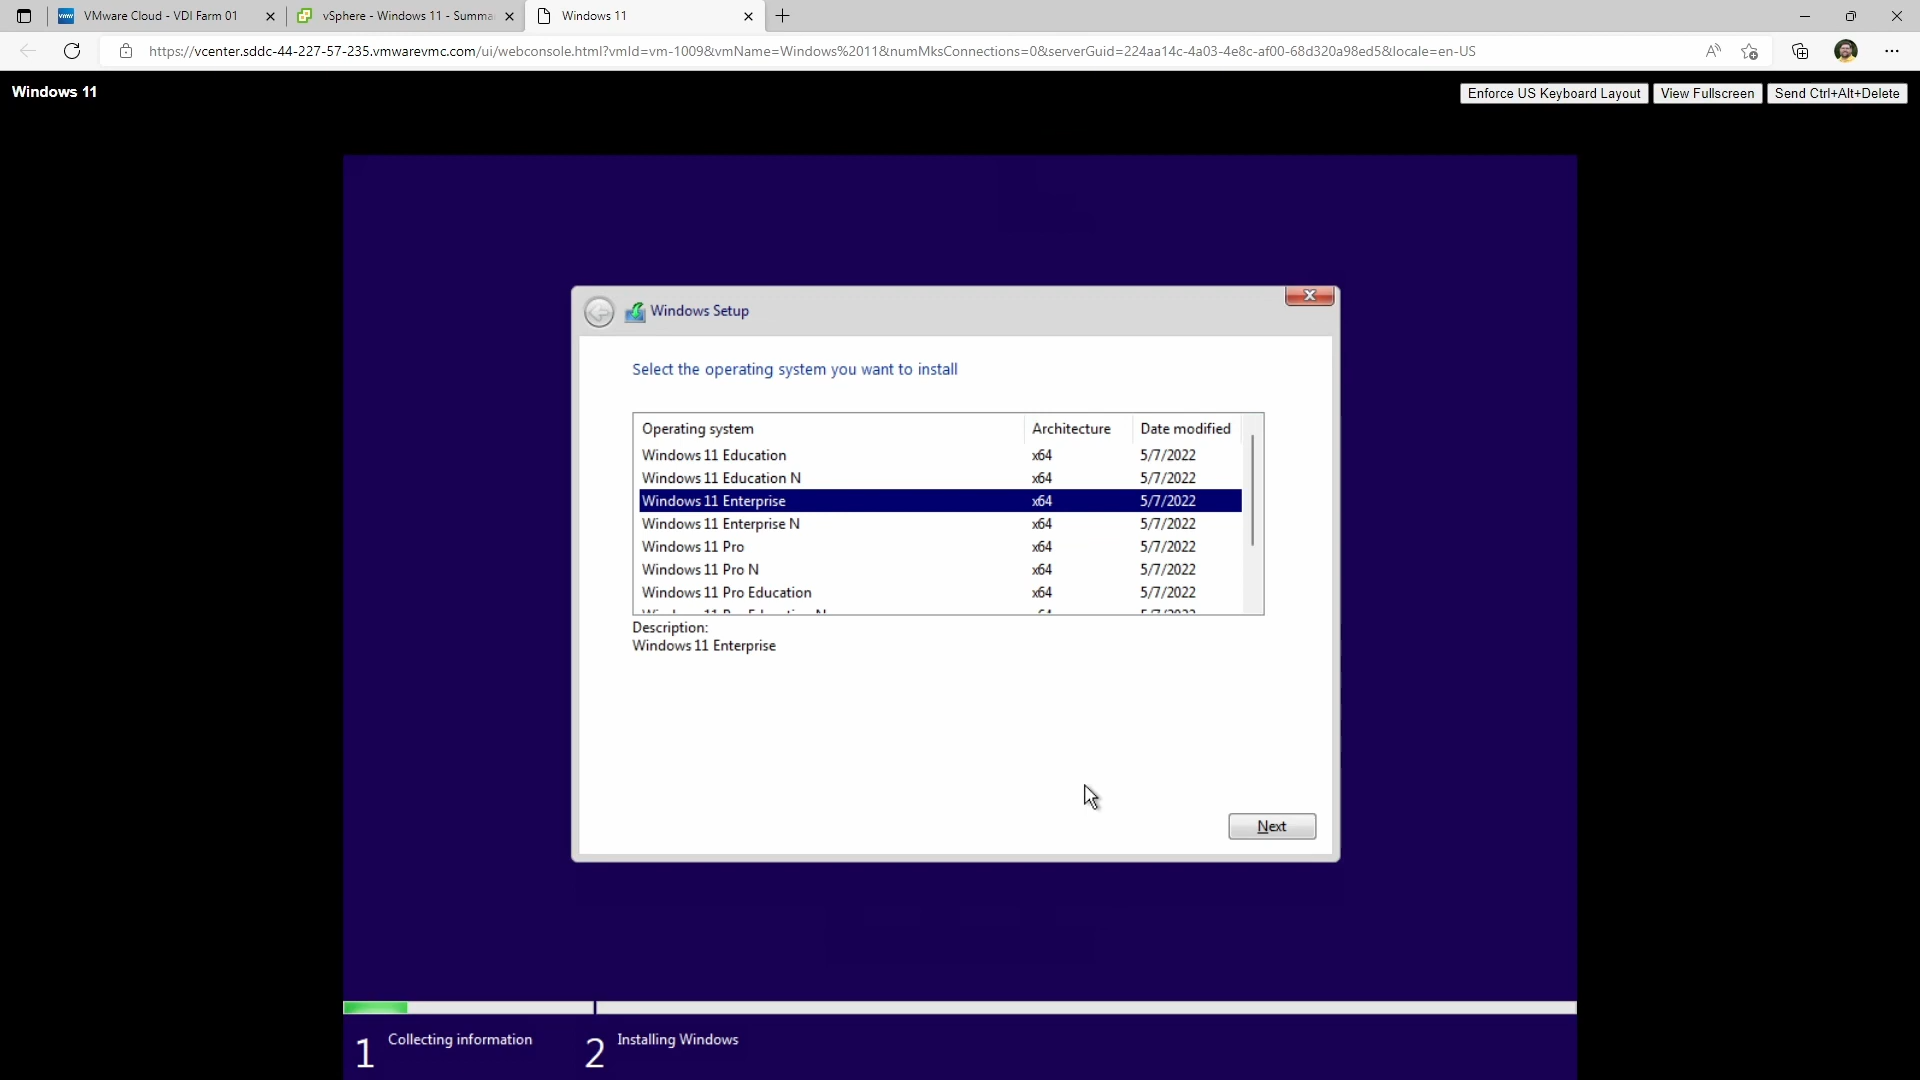 VMware Cloud - VDI Farm 01
vSphere - Windows 11 - Summa
Windows 11
https://vcenter.sddc-44-227-57-235.vmwarevmc.com/ui/webconsole.html?vmId=vm-1009&vmName=Windows%2011&numMksConnections=0&serverGuid=224aa14c-4a03-4e8c-af00-68d320a98ed5&locale=en-US
Windows 11
Enforce US Keyboard Layout
View Fullscreen
Send Ctrl+Alt+Delete
Windows Setup
Select the operating system you want to install
Operating system Architecture Date modified
Windows 11 Education x64 5/7/2022
Windows 11 Education N x64 5/7/2022
Windows 11 Enterprise x64 5/7/2022
Windows 11 Enterprise N x64 5/7/2022
Windows 11 Pro x64 5/7/2022
Windows 11 Pro N x64 5/7/2022
Windows 11 Pro Education x64 5/7/2022
Description:
Windows 11 Enterprise
Next
1 Collecting information
2 Installing Windows